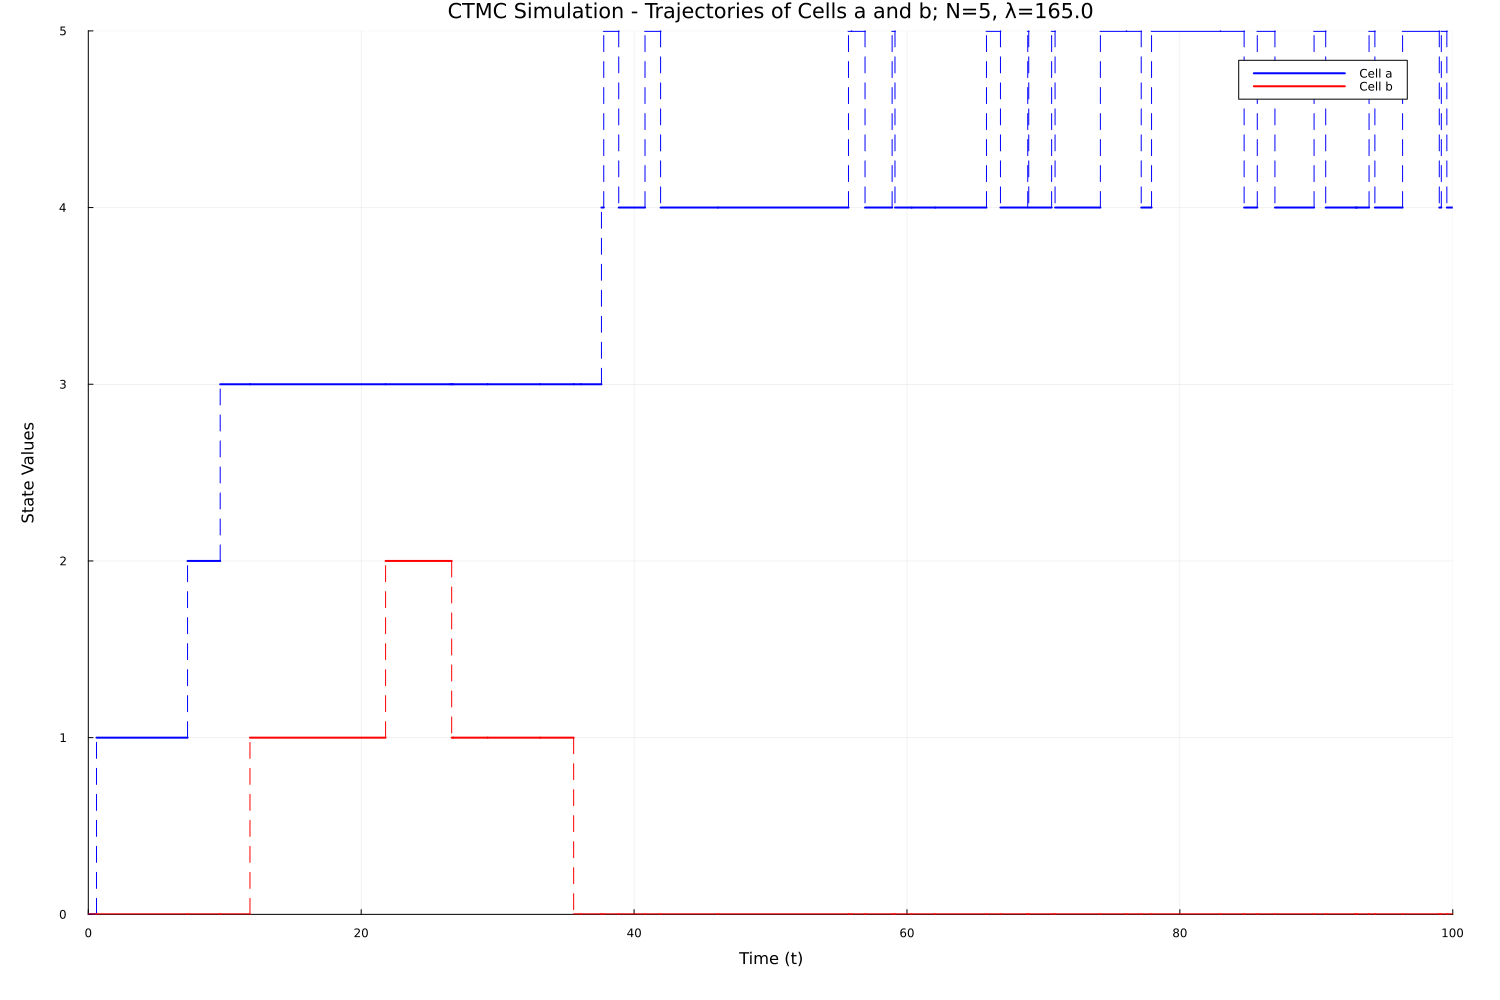 CTMC Simulation - Trajectories of Cells a and b; N=5, λ=165.0
5
Cell a
Cell b
4
3
State Values
2
1
0
0 20 40 60 80 100
Time (t)